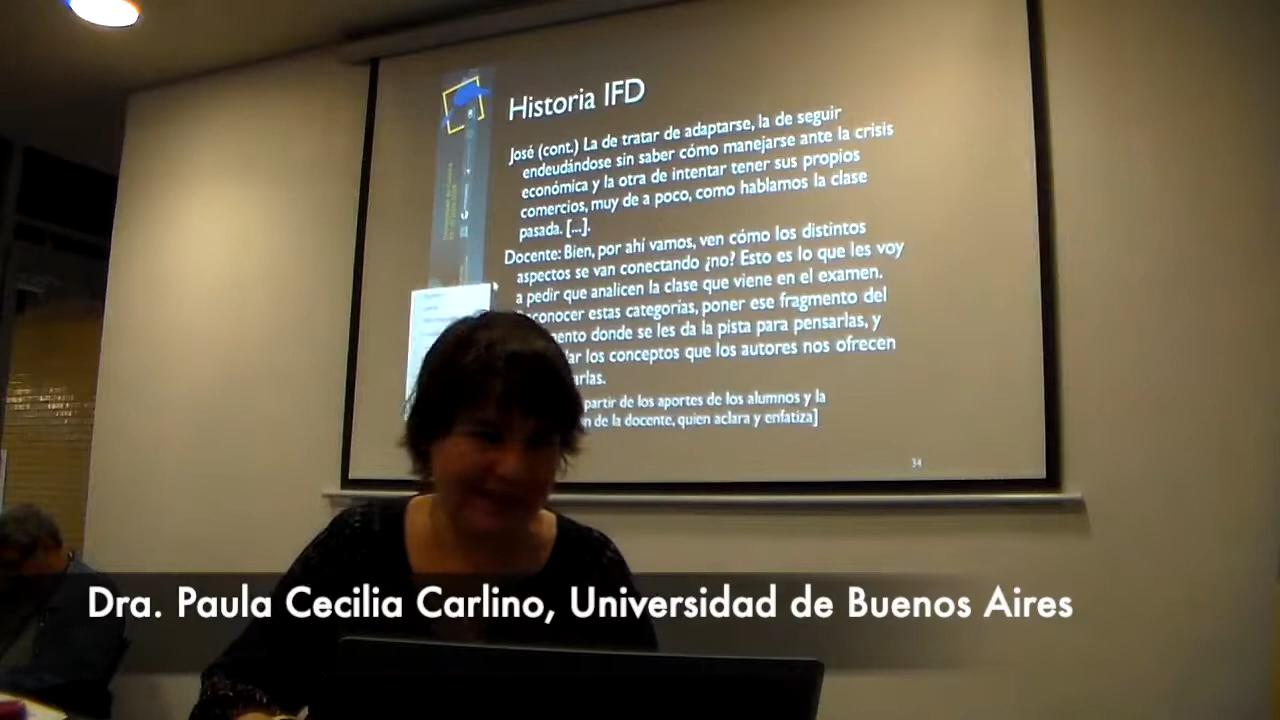 Historia IFD
José (cont.) La de tratar de adaptarse, la de seguir
endeudándose sin saber cómo manejarse ante la crisis
económica y la otra de intentar tener sus propios
comercios, muy de a poco, como hablamos la clase
pasada. [...].
Docente: Bien, por ahí vamos, ven cómo los distintos
aspectos se van conectando ¿no? Esto es lo que les voy
a pedir que analicen la clase que viene en el examen.
conocer estas categorías, poner ese fragmento del
donde se les da la pista para pensarlas, y
los conceptos que los autores nos ofrecen
partir de los aportes de los alumnos y la
de la docente, quien aclara y enfatiza]
34
Dra. Paula Cecilia Carlino, Universidad de Buenos Aires